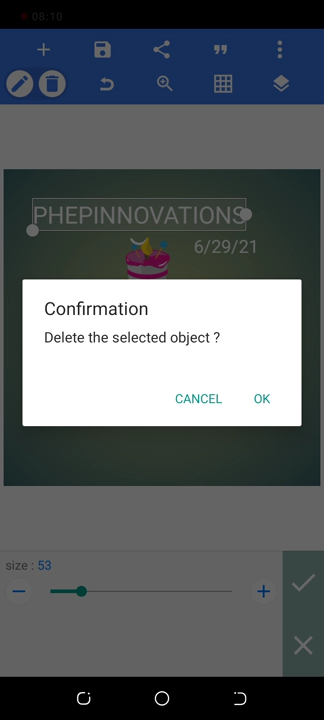 08:10
PHEPINNOVATIONS
6/29/21
Confirmation
Delete the selected object ?
CANCEL OK
size : 53